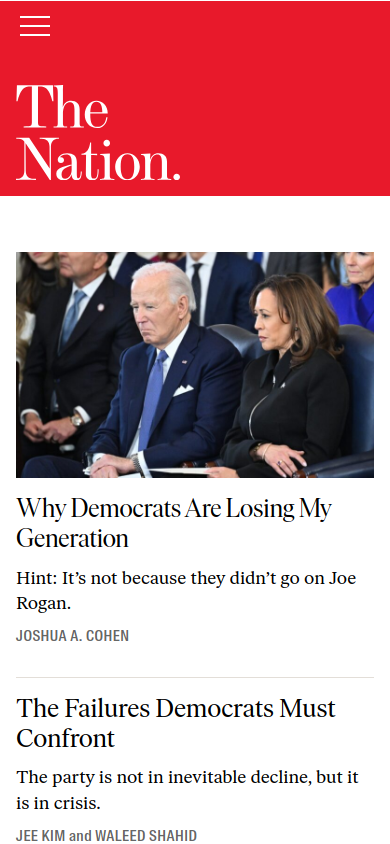 The
Nation.
Why Democrats Are Losing My
Generation
Hint: It’s not because they didn’t go on Joe
Rogan.
JOSHUA A. COHEN
The Failures Democrats Must
Confront
The party is not in inevitable decline, but it
is in crisis.
JEE KIM and WALEED SHAHID